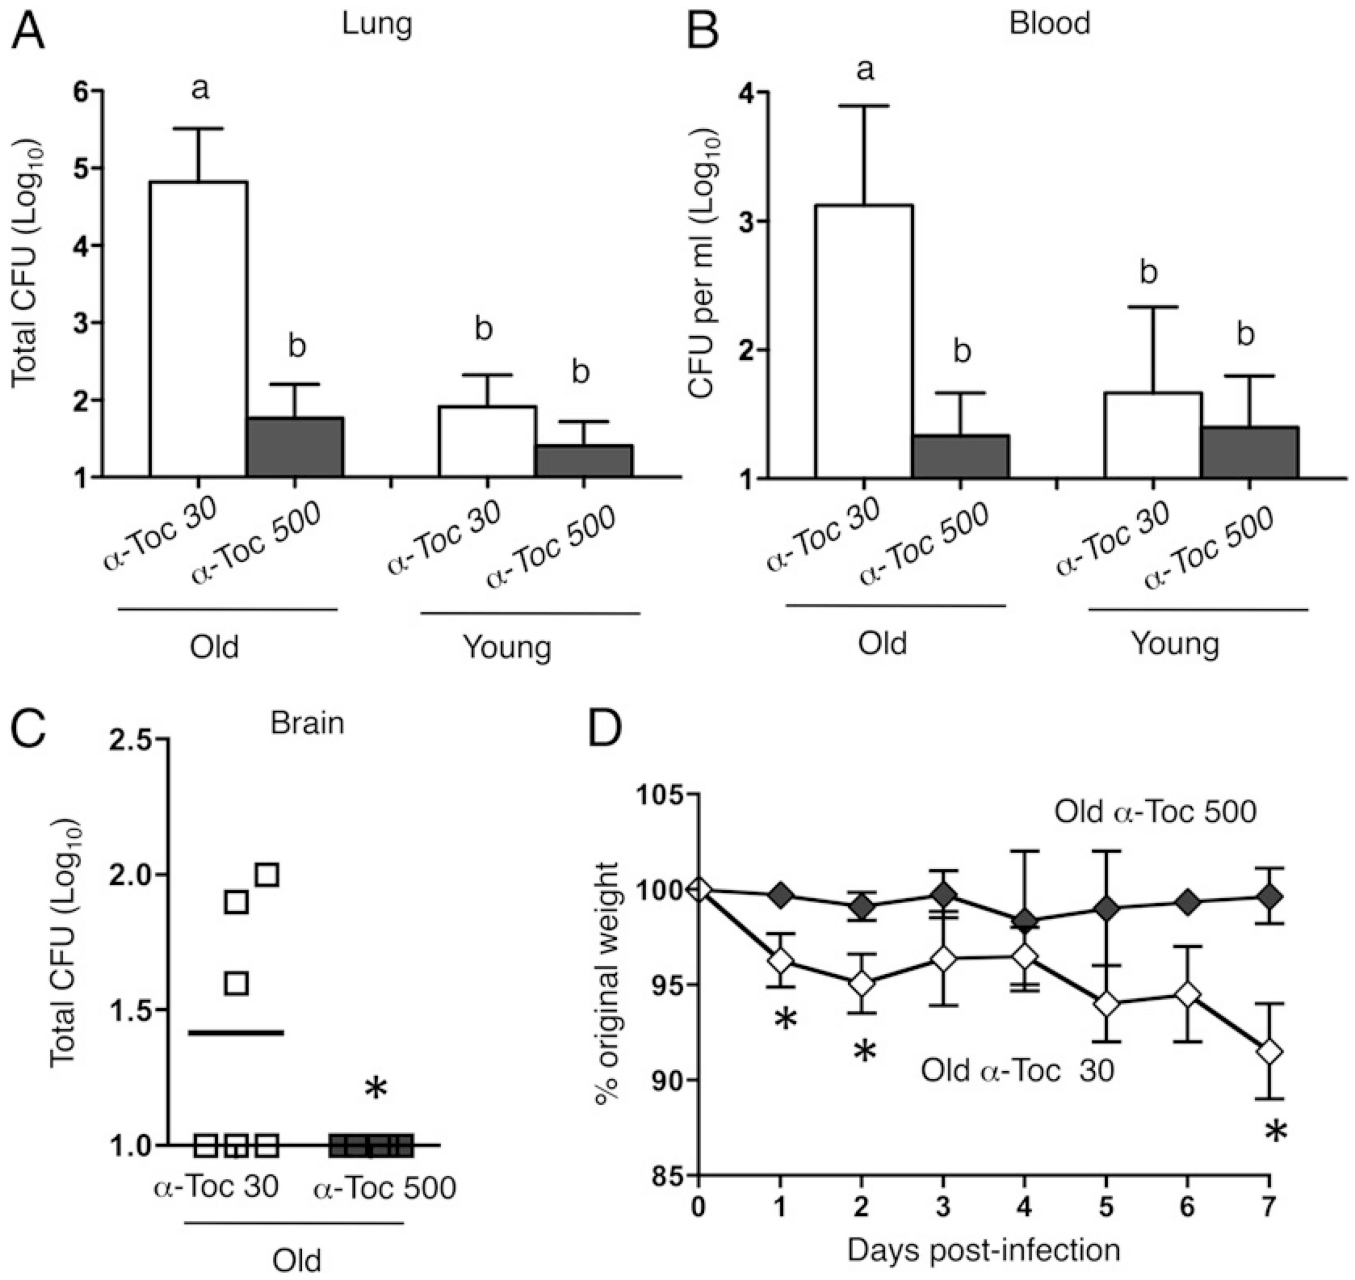 A
Lung
Total CFU (Log10)
6
5
4
3
2
1
a
b
b
b
α-Toc 30
α-Toc 500
α-Toc 30
α-Toc 500
Old
Young
B
Blood
CFU per ml (Log10)
4
3
2
1
a
b
b
b
α-Toc 30
α-Toc 500
α-Toc 30
α-Toc 500
Old
Young
C
Brain
Total CFU (Log10)
2.5
2.0
1.5
1.0
*
α-Toc 30
α-Toc 500
Old
D
% original weight
105
100
95
90
85
Old α-Toc 500
*
*
Old α-Toc 30
*
0 1 2 3 4 5 6 7
Days post-infection